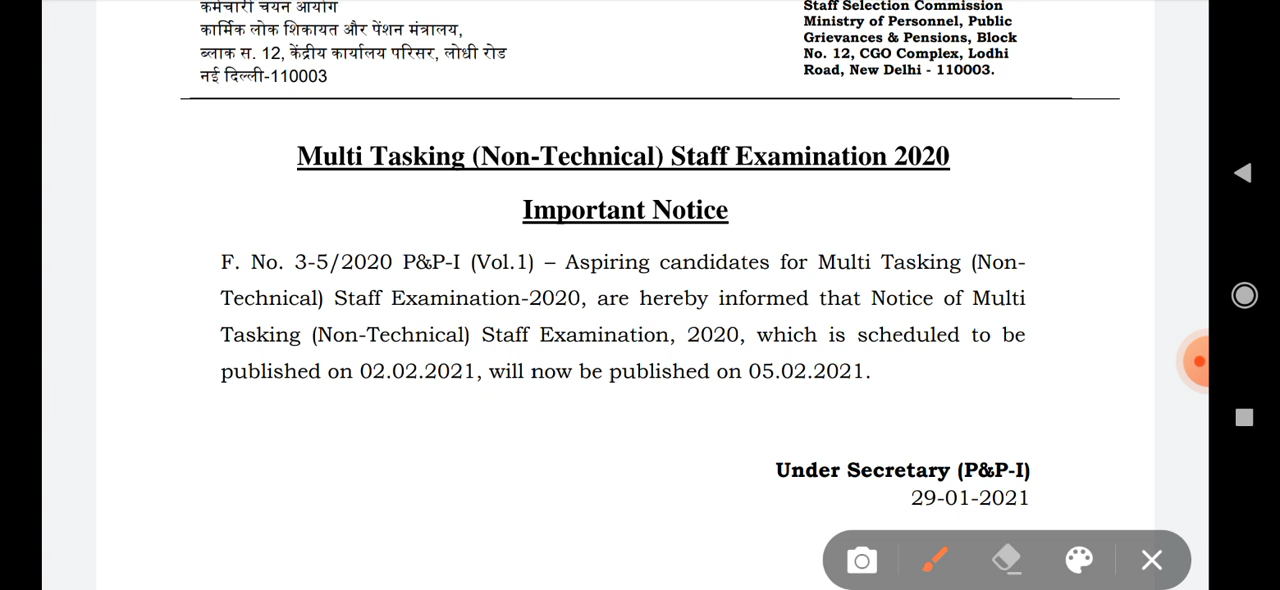 कर्मचारी चयन आयोग
कार्मिक लोक शिकायत और पेंशन मंत्रालय,
ब्लाक स. 12, केंद्रीय कार्यालय परिसर, लोधी रोड
नई दिल्ली-110003
Staff Selection Commission
Ministry of Personnel, Public
Grievances & Pensions, Block
No. 12, CGO Complex, Lodhi
Road, New Delhi - 110003.
Multi Tasking (Non-Technical) Staff Examination 2020
Important Notice
F. No. 3-5/2020 P&P-I (Vol.1) – Aspiring candidates for Multi Tasking (Non-
Technical) Staff Examination-2020, are hereby informed that Notice of Multi
Tasking (Non-Technical) Staff Examination, 2020, which is scheduled to be
published on 02.02.2021, will now be published on 05.02.2021.
Under Secretary (P&P-I)
29-01-2021